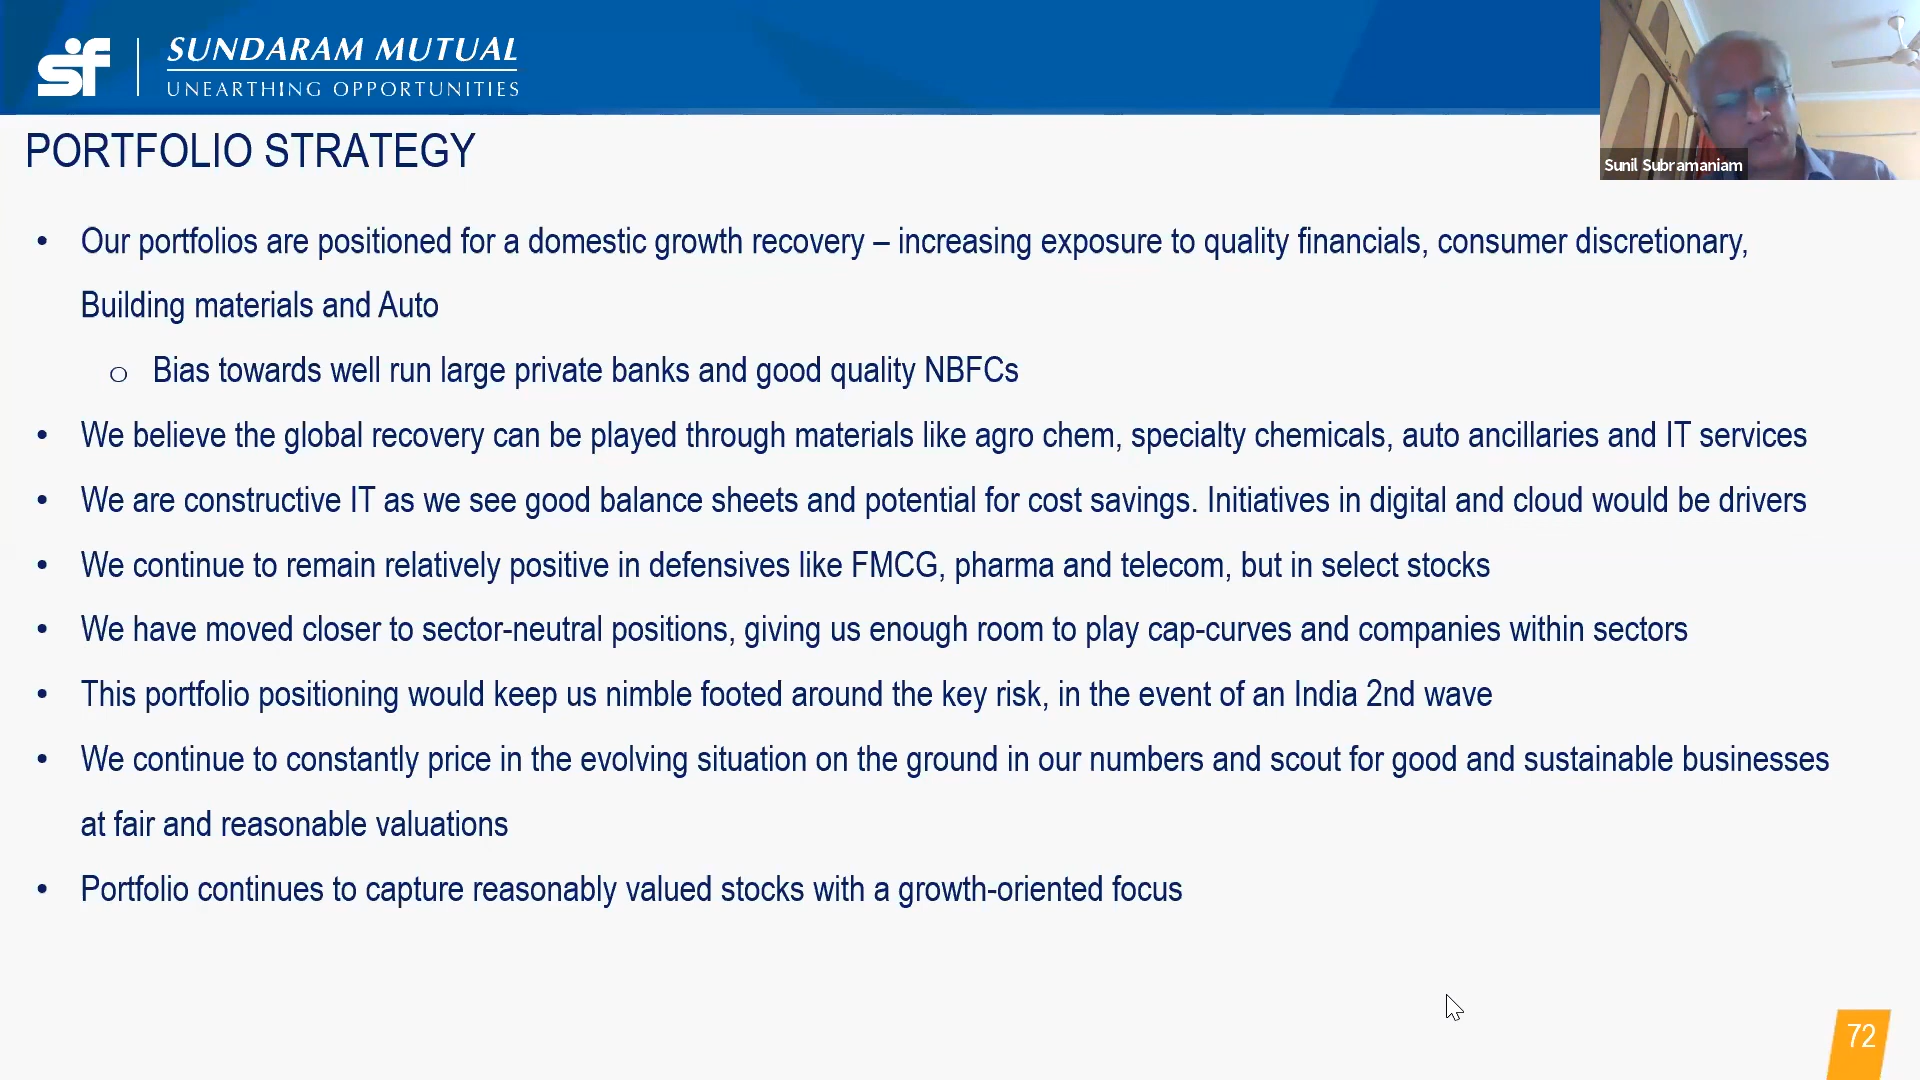 sf
SUNDARAM MUTUAL
UNEARTHING OPPORTUNITIES
Sunil Subramaniam
PORTFOLIO STRATEGY
• Our portfolios are positioned for a domestic growth recovery – increasing exposure to quality financials, consumer discretionary,
Building materials and Auto
o Bias towards well run large private banks and good quality NBFCs
• We believe the global recovery can be played through materials like agro chem, specialty chemicals, auto ancillaries and IT services
• We are constructive IT as we see good balance sheets and potential for cost savings. Initiatives in digital and cloud would be drivers
• We continue to remain relatively positive in defensives like FMCG, pharma and telecom, but in select stocks
• We have moved closer to sector-neutral positions, giving us enough room to play cap-curves and companies within sectors
• This portfolio positioning would keep us nimble footed around the key risk, in the event of an India 2nd wave
• We continue to constantly price in the evolving situation on the ground in our numbers and scout for good and sustainable businesses
at fair and reasonable valuations
• Portfolio continues to capture reasonably valued stocks with a growth-oriented focus
72